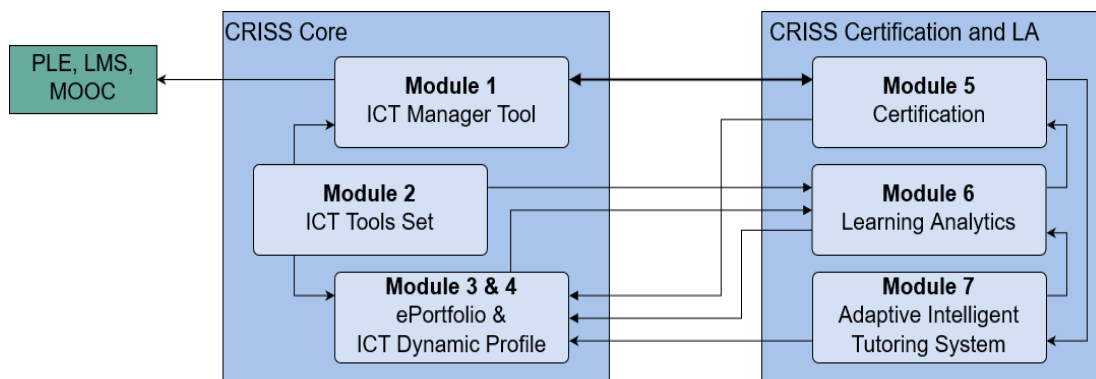 CRISS Core
CRISS Certification and LA
PLE, LMS,
MOOC
Module 1
ICT Manager Tool
Module 5
Certification
Module 2
ICT Tools Set
Module 6
Learning Analytics
Module 3 & 4
ePortfolio &
ICT Dynamic Profile
Module 7
Adaptive Intelligent
Tutoring System